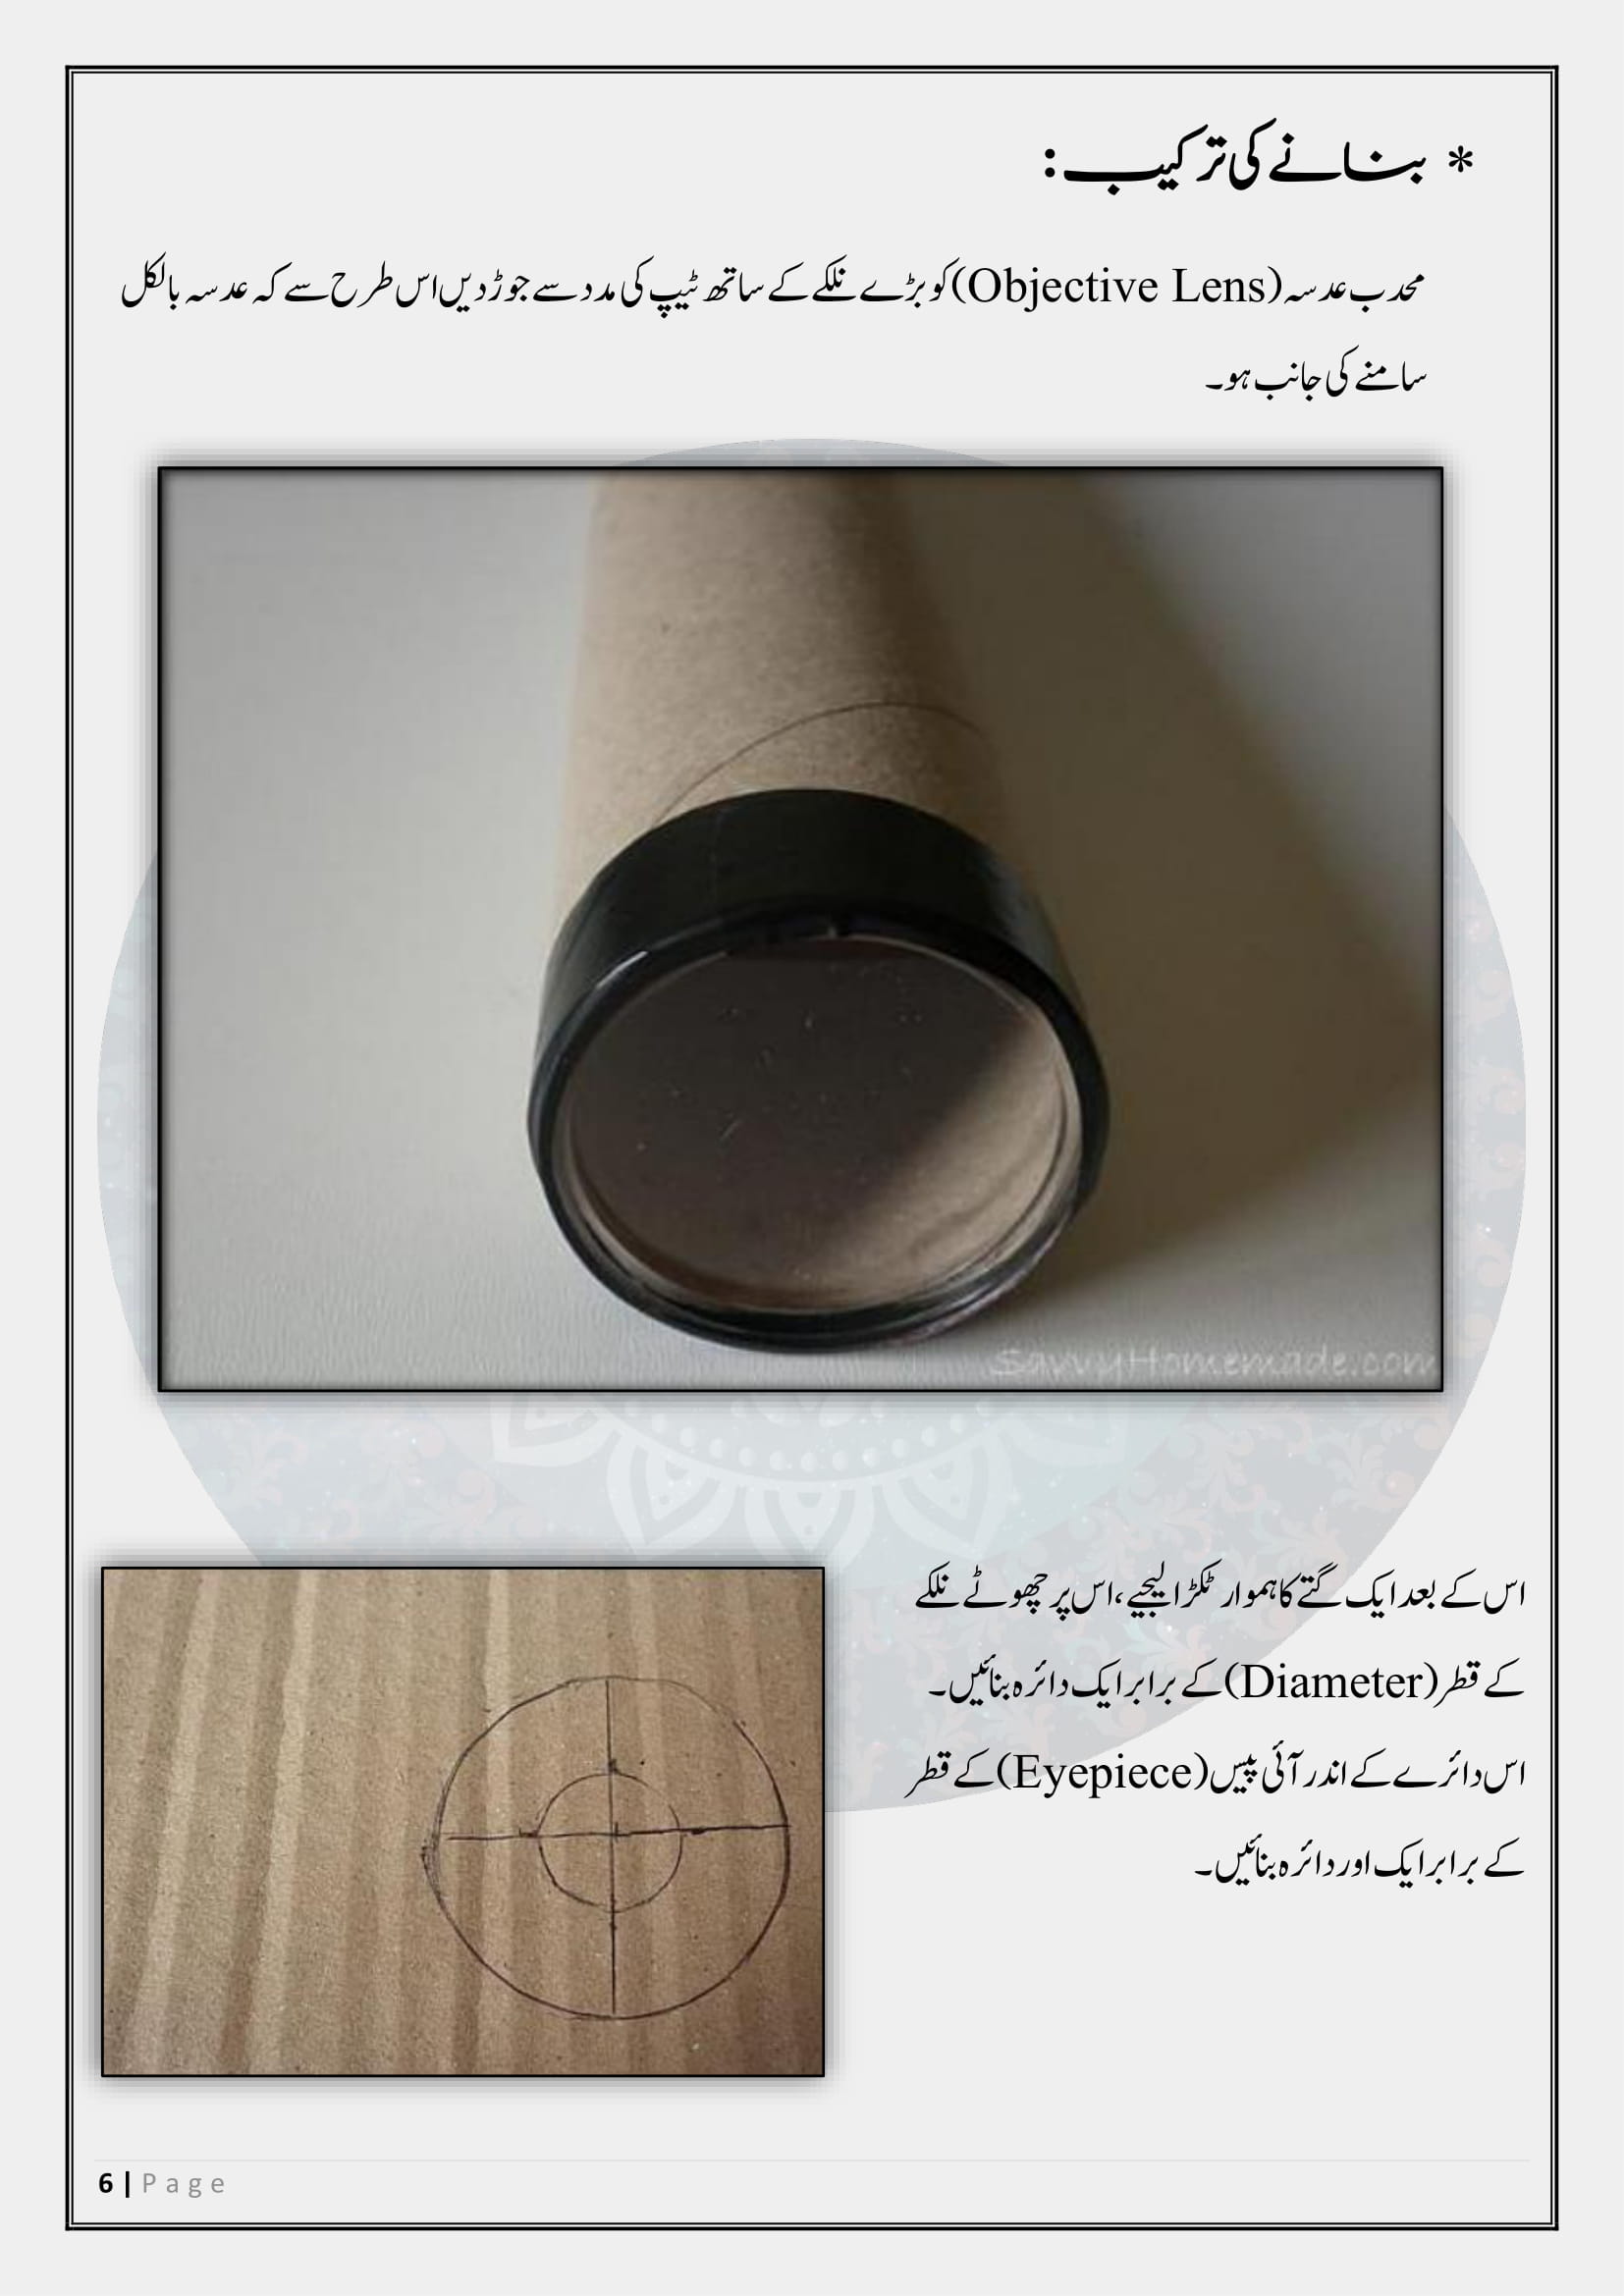 * بنانے کی ترکیب:
محدب عدسہ (Objective Lens) کو بڑے نلکے کے ساتھ ٹیپ کی مدد سے جوڑ دیں اس طرح سے کہ عدسہ بالکل
سامنے کی جانب ہو۔
SavvyHomemade.com
اس کے بعد ایک گتے کا ہموار ٹکڑا لیجیے، اس پر چھوٹے نلکے
کے قطر (Diameter) کے برابر ایک دائرہ بنائیں۔
اس دائرے کے اندر آئی پیس (Eyepiece) کے قطر
کے برابر ایک اور دائرہ بنائیں۔
6 | Page